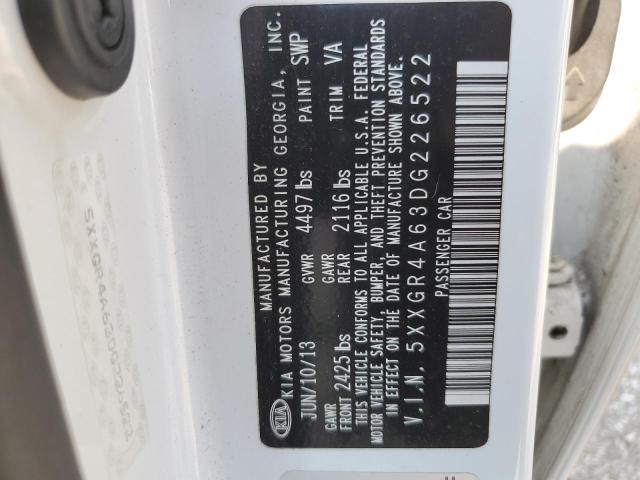 MANUFACTURED BY
KIA KIA MOTORS MANUFACTURING GEORGIA, INC.
JUN/10/13 GVWR 4497 lbs PAINT SWP
GAWR FRONT 2425 lbs GAWR REAR 2116 lbs TRIM VA
THIS VEHICLE CONFORMS TO ALL APPLICABLE U.S.A. FEDERAL
MOTOR VEHICLE SAFETY, BUMPER, AND THEFT PREVENTION STANDARDS
IN EFFECT ON THE DATE OF MANUFACTURE SHOWN ABOVE.
V.I.N. 5XXGR4A63DG226522
PASSENGER CAR
5XXGR4A63DG226522